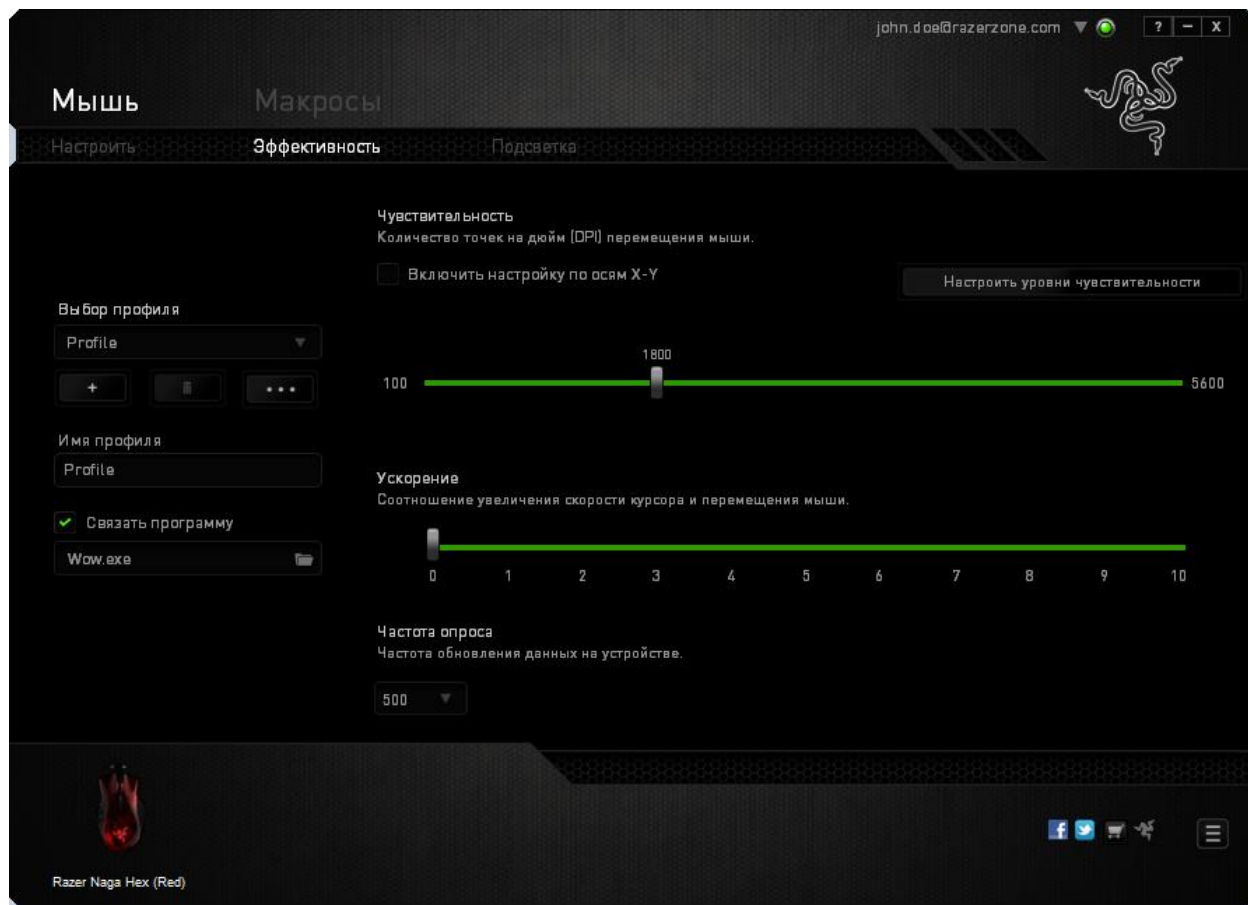 john.doe@razerzone.com
? – X
Мышь
Макросы
Настроить
Эффективность
Подсветка
Чувствительность
Количество точек на дюйм (DPI) перемещения мыши.
Включить настройку по осям X-Y
Настроить уровни чувствительности
Выбор профиля
Profile
1800
100
5600
+
•••
Имя профиля
Profile
Ускорение
Соотношение увеличения скорости курсора и перемещения мыши.
Связать программу
Wow.exe
0 1 2 3 4 5 6 7 8 9 10
Частота опроса
Частота обновления данных на устройстве.
500
Razer Naga Hex (Red)